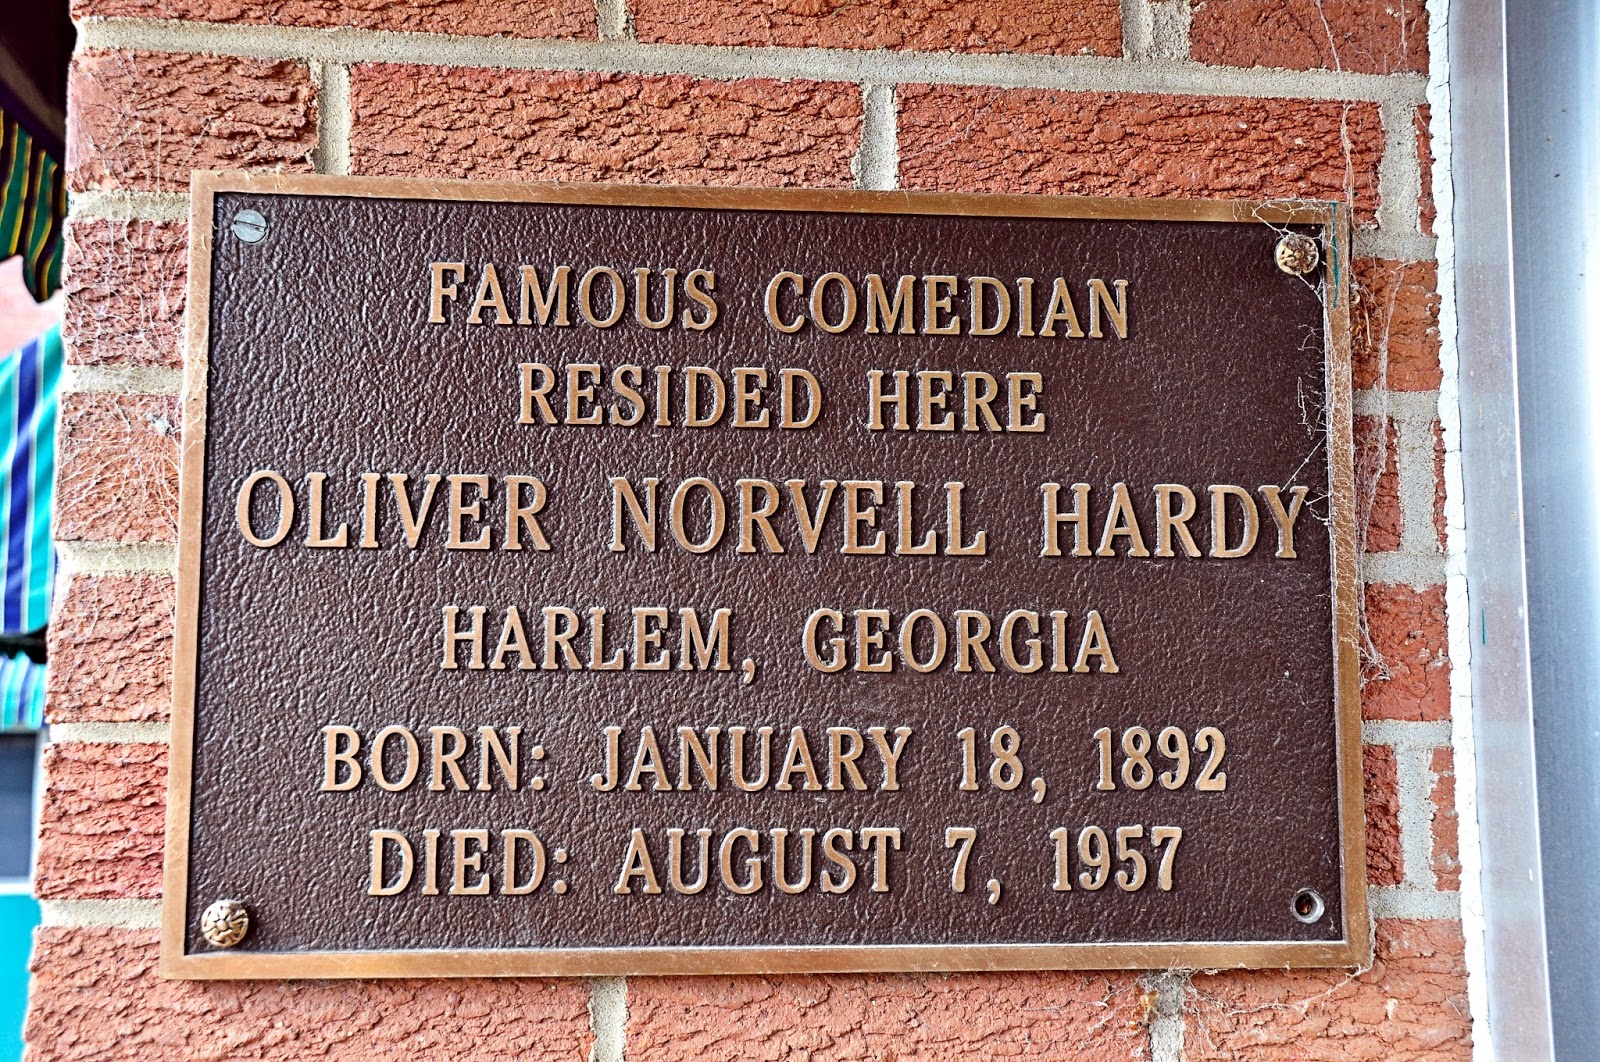 FAMOUS COMEDIAN
RESIDED HERE
OLIVER NORVELL HARDY
HARLEM, GEORGIA
BORN: JANUARY 18, 1892
DIED: AUGUST 7, 1957